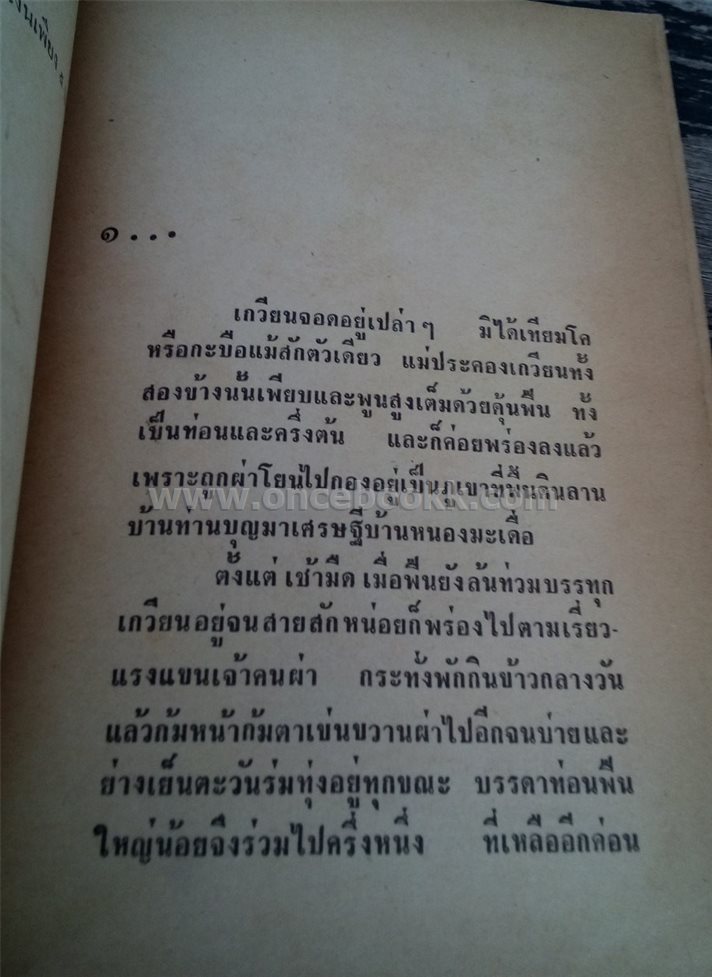 ๑...
เกวียนจอดอยู่เปล่า ๆ มิได้เทียมโค
หรือกะบือแม้สักตัวเดียว แม่ประคองเกวียนทั้ง
สองข้างนั้นเพียบและพูนสูงเต็มด้วยดุ้นฟืน ทั้ง
เป็นท่อนและครึ่งต้น และก็ค่อยพร่องลงแล้ว
เพราะถูกผ่าโยนไปกองอยู่เป็นภูเขาที่พื้นดินลาน
www.oncebookk.com
บ้านท่านบุญมาเศรษฐีบ้านหนองมะเดื่อ
ตั้งแต่ เช้ามืด เมื่อฟืนยังล้นท่วมบรรทุก
เกวียนอยู่จนสายสักหน่อยก็พร่องไปตามเรี่ยว-
แรงแขนเจ้าคนผ่า กระทั่งพักกินข้าวกลางวัน
แล้วก้มหน้าก้มตาเข่นขวานผ่าไปอีกจนบ่ายและ
ย่างเย็นตะวันร่มทุ่งอยู่ทุกขณะ บรรดาท่อนฟืน
ใหญ่น้อยจึงร่วมไปครึ่งหนึ่ง ที่เหลืออีกค่อน